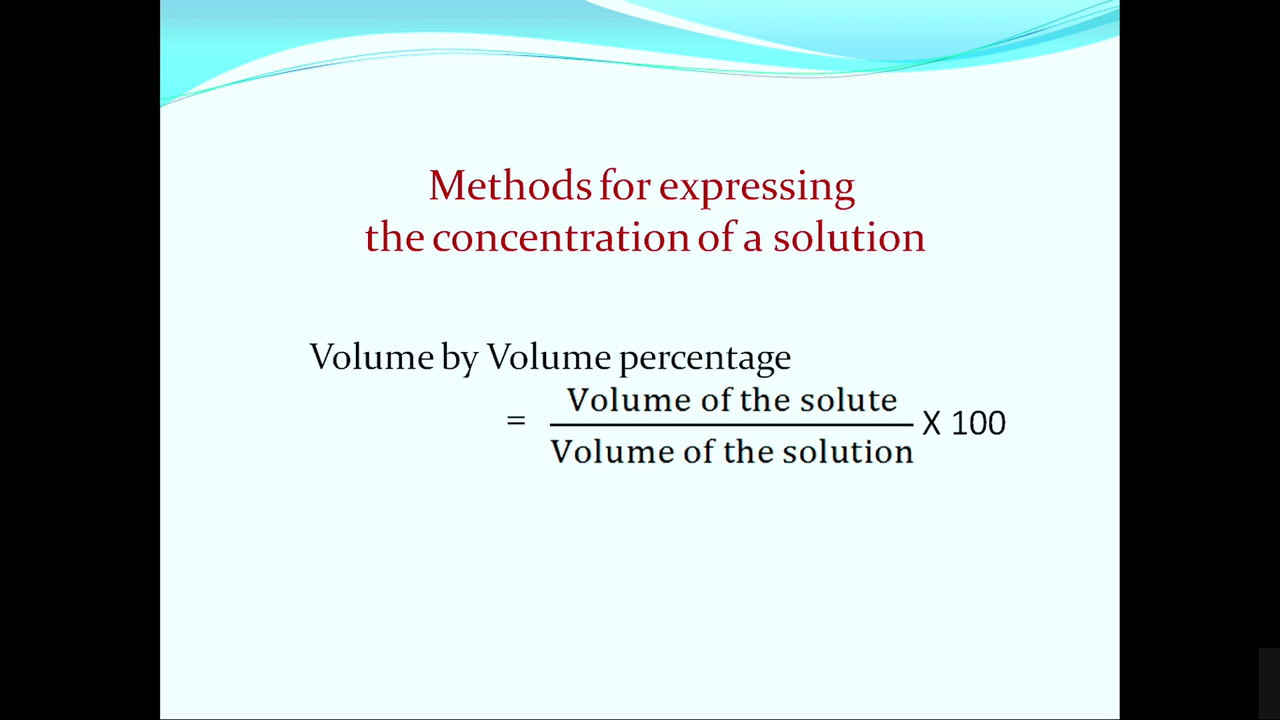 Methods for expressing
the concentration of a solution
Volume by Volume percentage
= Volume of the solute
Volume of the solution X 100